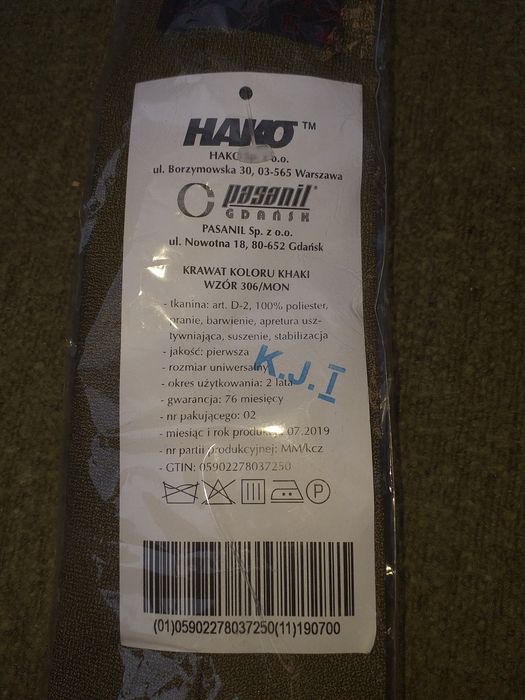 HAKO™
HAKO o.o.
ul. Borzymowska 30, 03-565 Warszawa
pasanil®
GDAŃSK
PASANIL Sp. z o.o.
ul. Nowotna 18, 80-652 Gdańsk
KRAWAT KOLORU KHAKI
WZÓR 306/MON
- tkanina: art. D-2, 100% poliester,
pranie, barwienie, apretura usz-
tywniająca, suszenie, stabilizacja
- jakość: pierwsza
- rozmiar uniwersalny
K.J.I
- okres użytkowania: 2 lata
- gwarancja: 76 miesięcy
- nr pakującego: 02
- miesiąc i rok produkcji 07.2019
- nr partii produkcyjnej: MM/kcz
- GTIN: 05902278037250
P
(01)05902278037250(11)190700